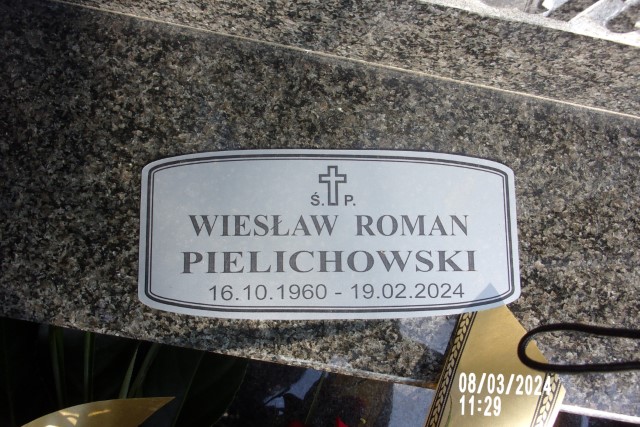 Ś. P.
WIESŁAW ROMAN
PIELICHOWSKI
16.10.1960 - 19.02.2024
08/03/2024
11:29